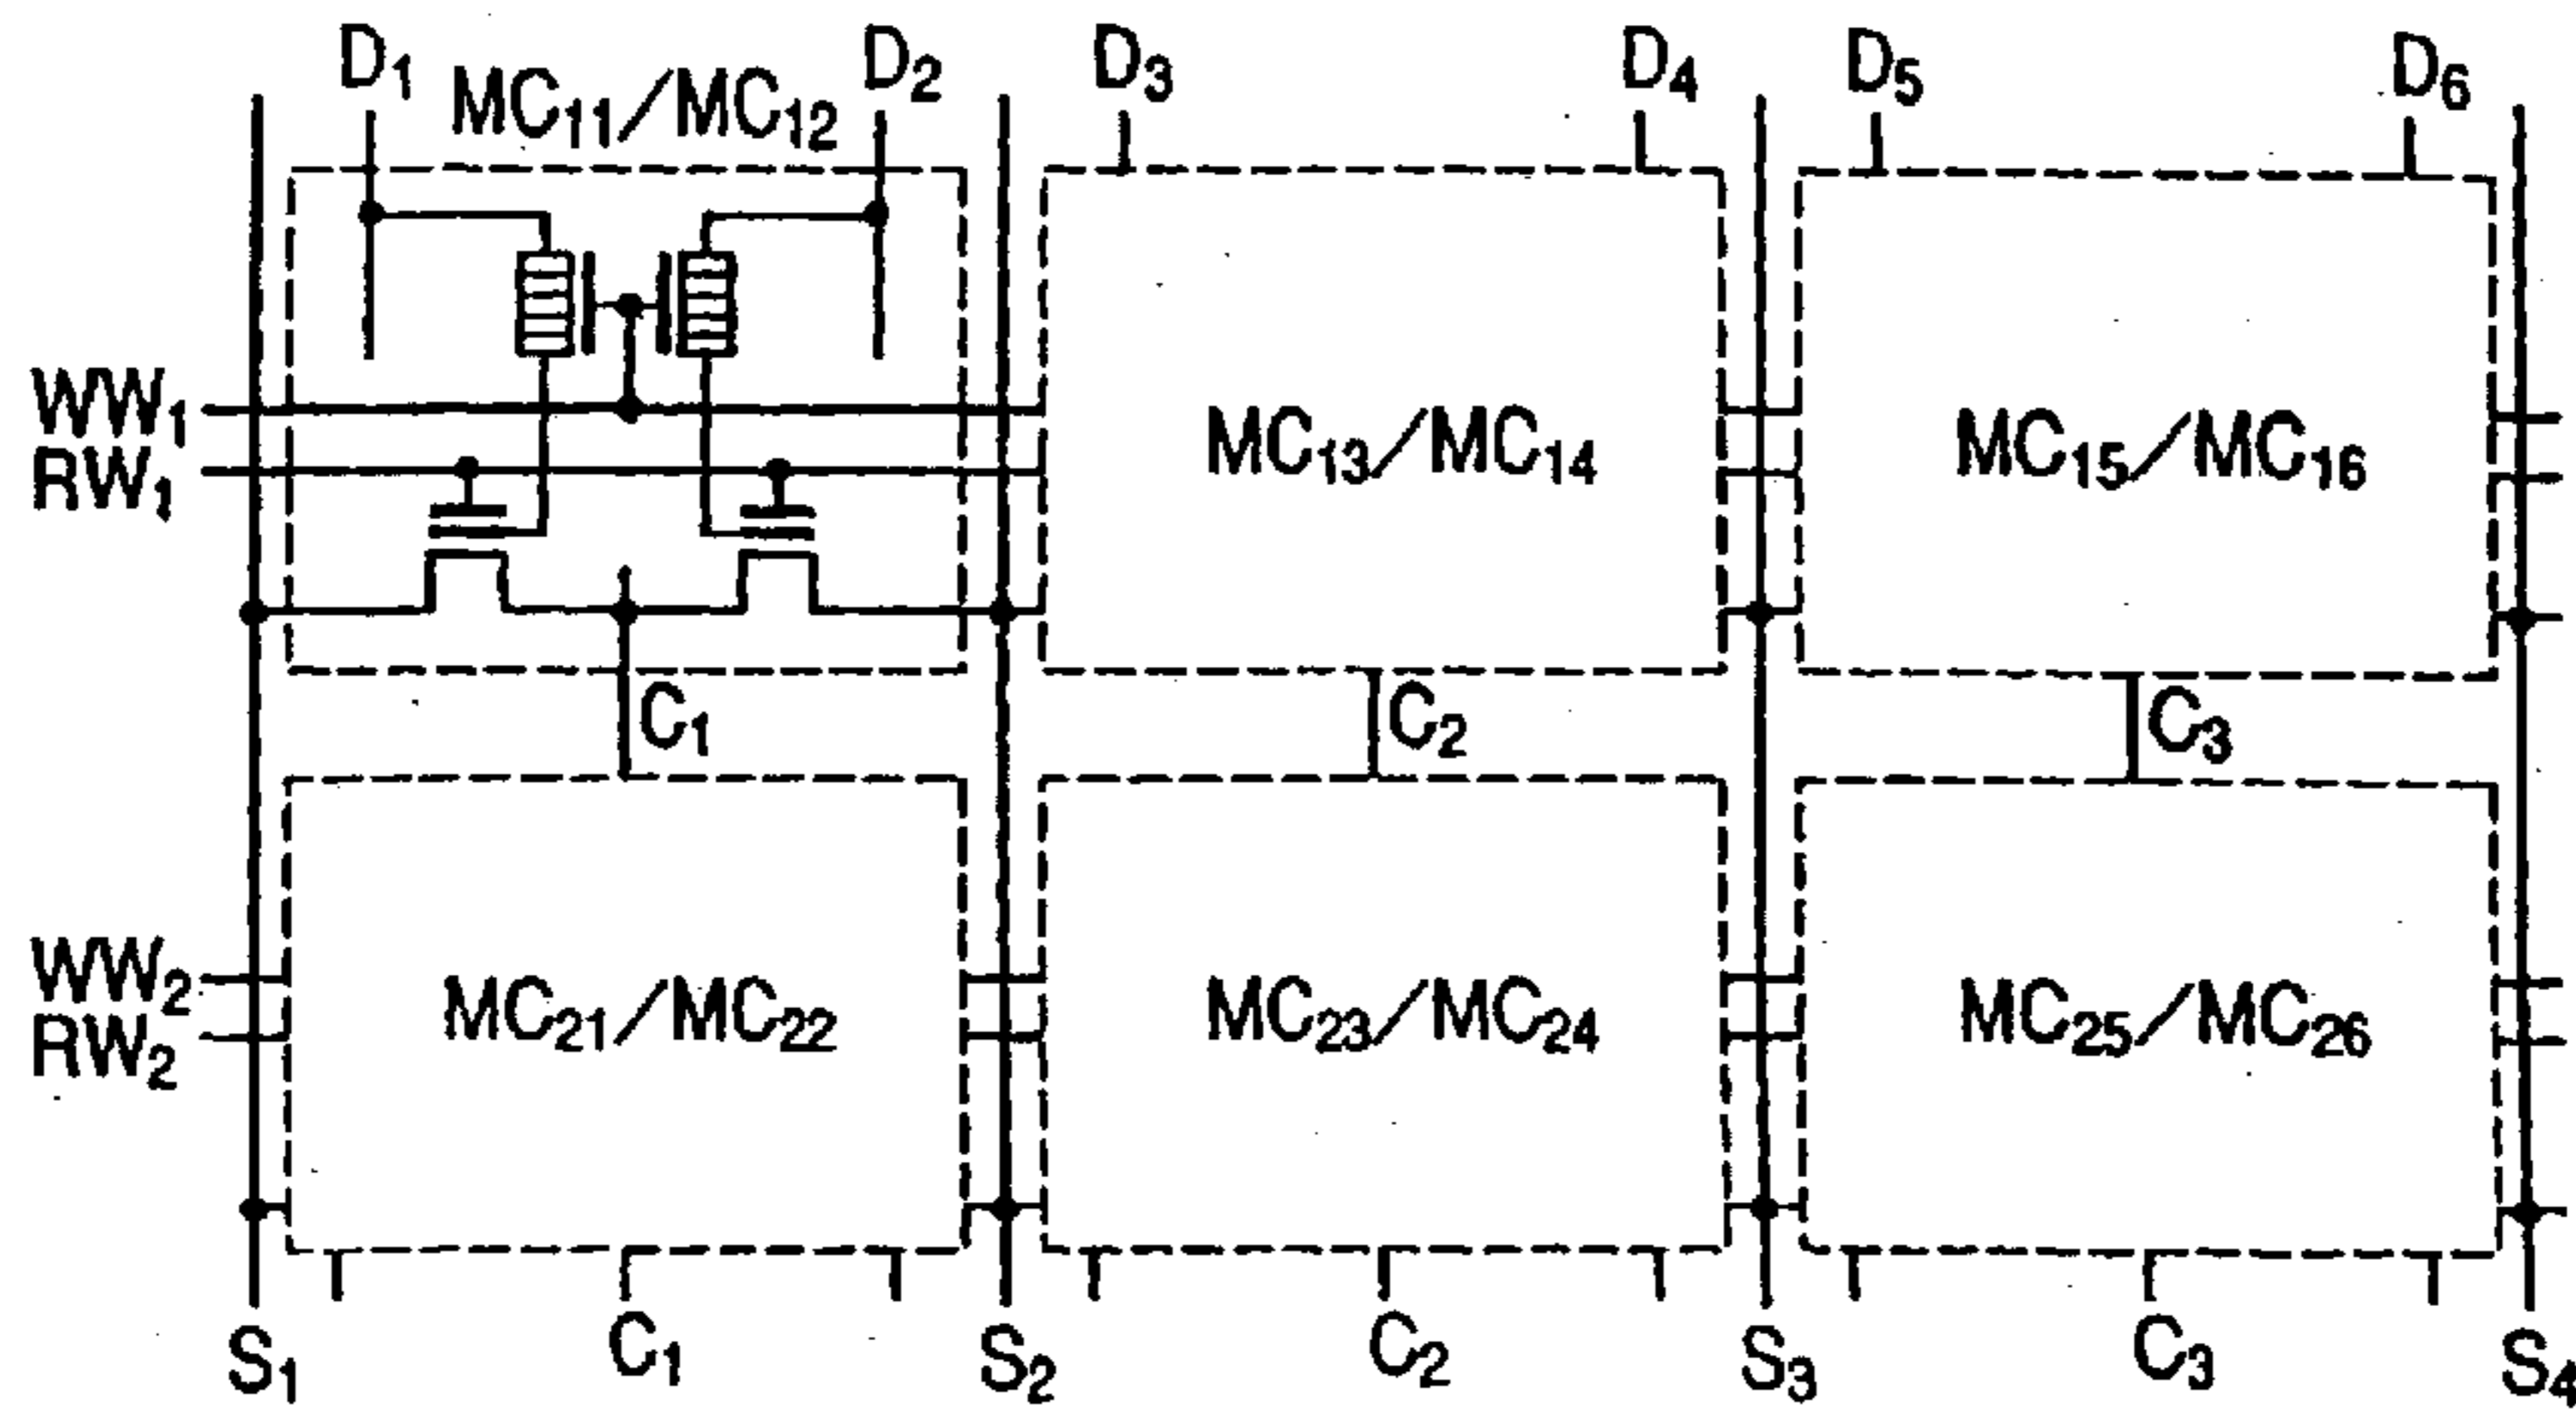 D₁ D₂ D₃ D₄ D₅ D₆
MC₁₁/MC₁₂
WW₁
RW₁
MC₁₃/MC₁₄ MC₁₅/MC₁₆
C₁ C₂ C₃
WW₂
RW₂
MC₂₁/MC₂₂ MC₂₃/MC₂₄ MC₂₅/MC₂₆
S₁ C₁ S₂ C₂ S₃ C₃ S₄